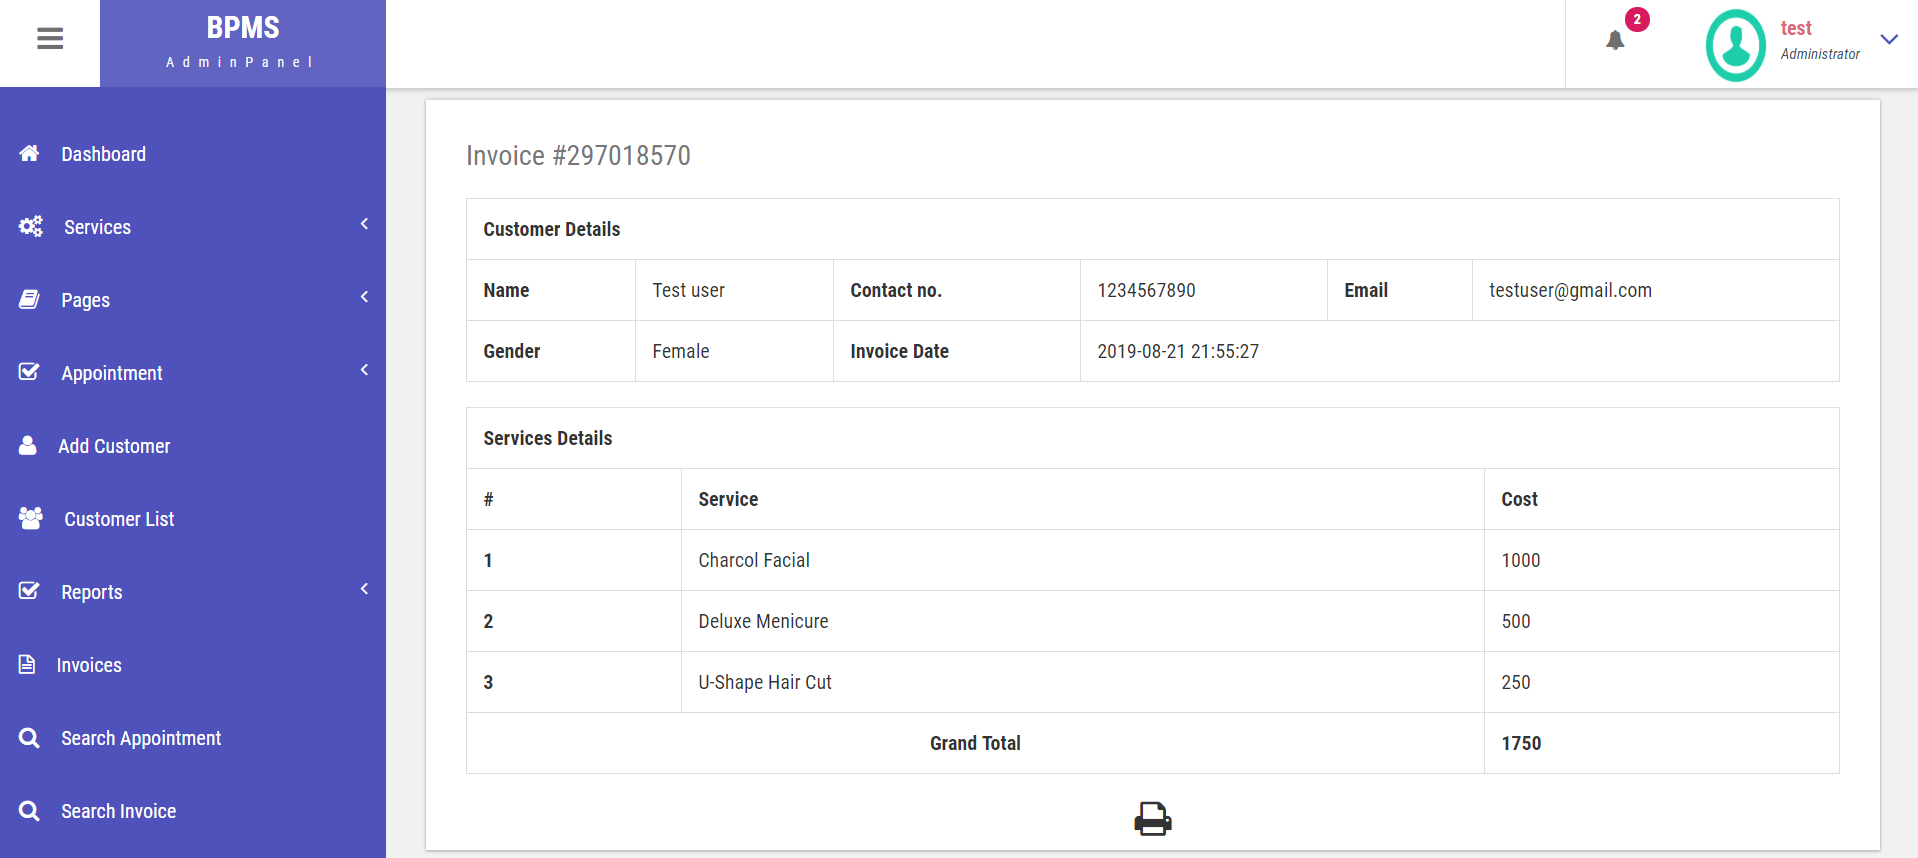 BPMS
AdminPanel
2
test
Administrator
Dashboard
Services
Pages
Appointment
Add Customer
Customer List
Reports
Invoices
Search Appointment
Search Invoice
Invoice #297018570
Customer Details
Name Test user Contact no. 1234567890 Email testuser@gmail.com
Gender Female Invoice Date 2019-08-21 21:55:27
Services Details
# Service Cost
1 Charcol Facial 1000
2 Deluxe Menicure 500
3 U-Shape Hair Cut 250
Grand Total 1750